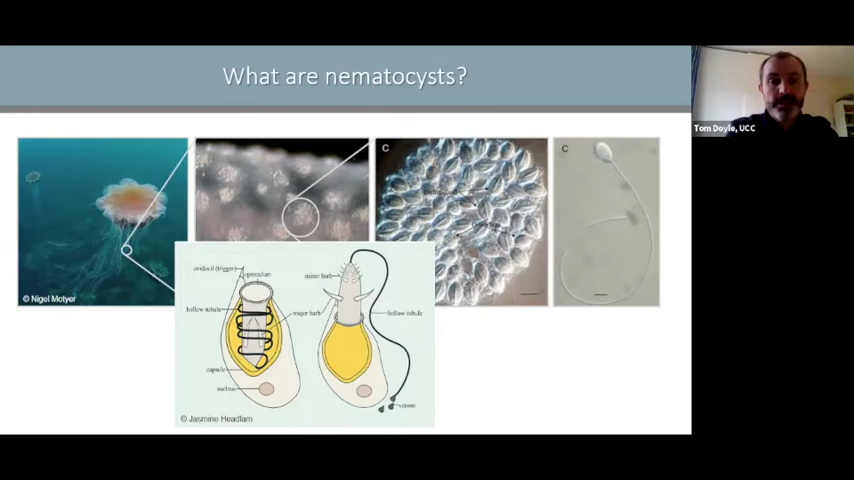 What are nematocysts?
Tom Doyle, UCC
C
C
© Nigel Motyer
cnidocil (trigger)
operculum
minor barb
hollow tubule
major barb
hollow tubule
capsule
nucleus
venom
© Jasmine Headlam